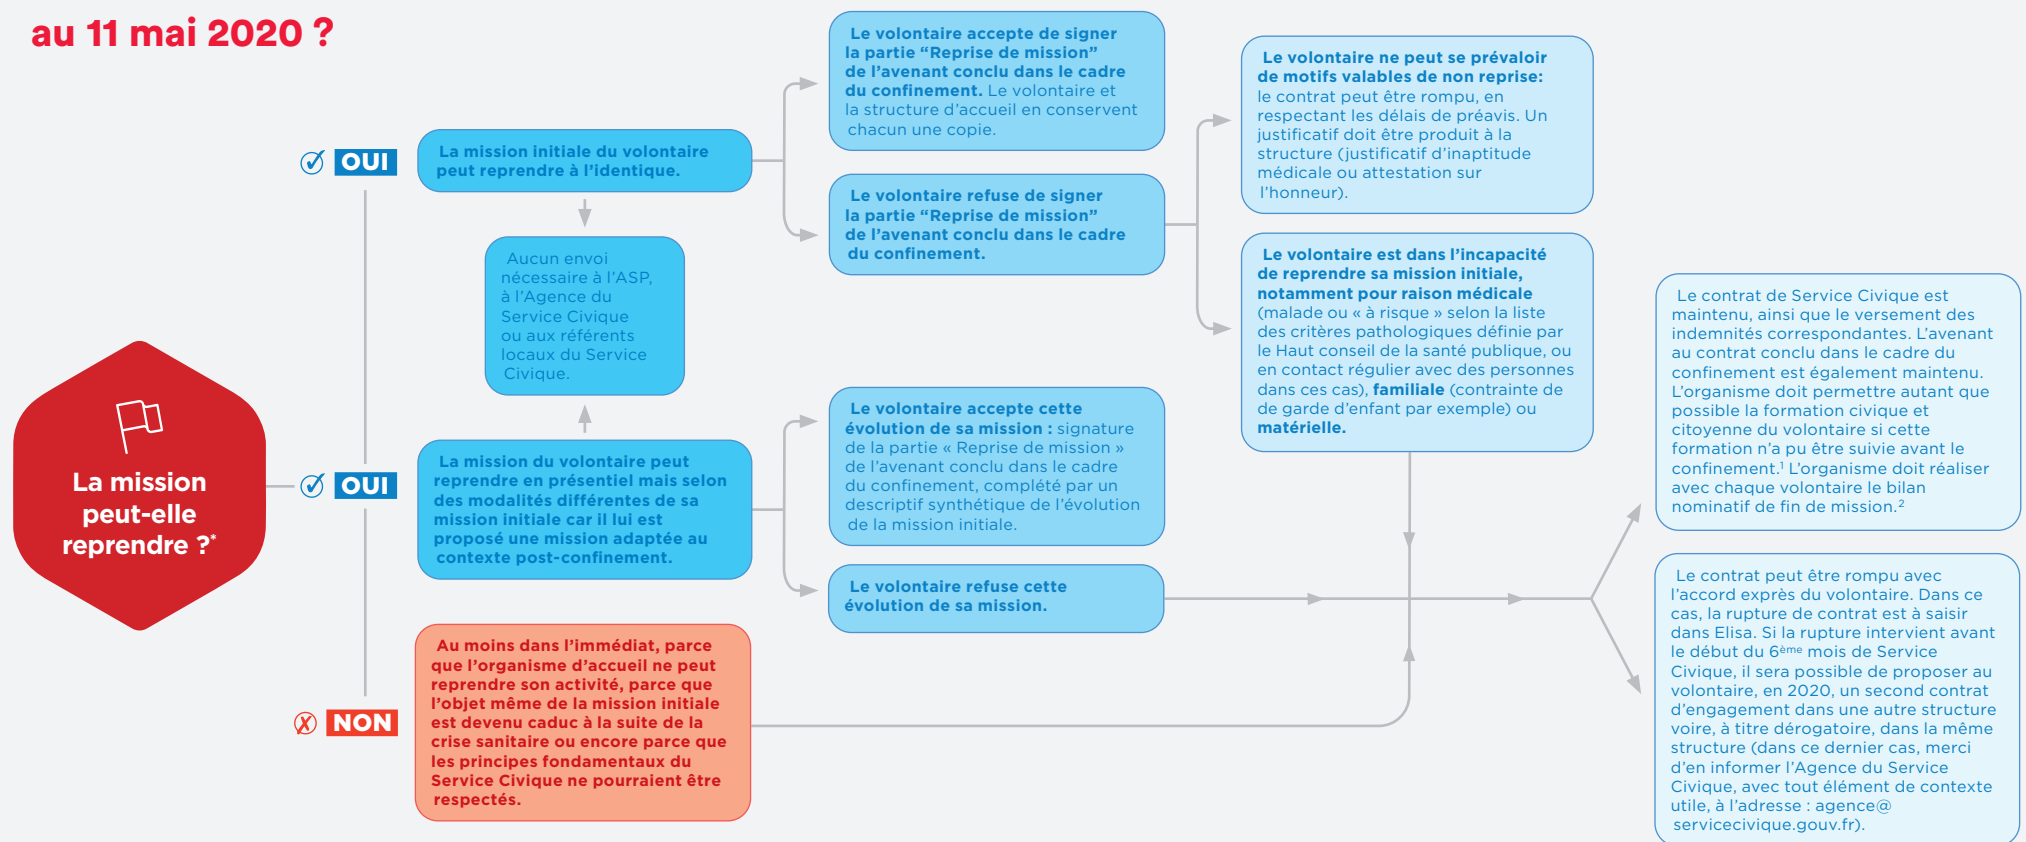 au 11 mai 2020 ?
La mission
peut-elle
reprendre ?*
OUI
La mission initiale du volontaire
peut reprendre à l’identique.
Aucun envoi
nécessaire à l’ASP,
à l’Agence du
Service Civique
ou aux référents
locaux du Service
Civique.
OUI
La mission du volontaire peut
reprendre en présentiel mais selon
des modalités différentes de sa
mission initiale car il lui est
proposé une mission adaptée au
contexte post-confinement.
NON
Au moins dans l’immédiat, parce
que l’organisme d’accueil ne peut
reprendre son activité, parce que
l’objet même de la mission initiale
est devenu caduc à la suite de la
crise sanitaire ou encore parce que
les principes fondamentaux du
Service Civique ne pourraient être
respectés.
Le volontaire accepte de signer
la partie “Reprise de mission”
de l’avenant conclu dans le cadre
du confinement. Le volontaire et
la structure d’accueil en conservent
chacun une copie.
Le volontaire refuse de signer
la partie “Reprise de mission”
de l’avenant conclu dans le cadre
du confinement.
Le volontaire accepte cette
évolution de sa mission : signature
de la partie « Reprise de mission »
de l’avenant conclu dans le cadre
du confinement, complété par un
descriptif synthétique de l’évolution
de la mission initiale.
Le volontaire refuse cette
évolution de sa mission.
Le volontaire ne peut se prévaloir
de motifs valables de non reprise:
le contrat peut être rompu, en
respectant les délais de préavis. Un
justificatif doit être produit à la
structure (justificatif d’inaptitude
médicale ou attestation sur
l’honneur).
Le volontaire est dans l’incapacité
de reprendre sa mission initiale,
notamment pour raison médicale
(malade ou « à risque » selon la liste
des critères pathologiques définie par
le Haut conseil de la santé publique, ou
en contact régulier avec des personnes
dans ces cas), familiale (contrainte de
de garde d’enfant par exemple) ou
matérielle.
Le contrat de Service Civique est
maintenu, ainsi que le versement des
indemnités correspondantes. L’avenant
au contrat conclu dans le cadre du
confinement est également maintenu.
L’organisme doit permettre autant que
possible la formation civique et
citoyenne du volontaire si cette
formation n’a pu être suivie avant le
confinement.¹ L’organisme doit réaliser
avec chaque volontaire le bilan
nominatif de fin de mission.²
Le contrat peut être rompu avec
l’accord exprès du volontaire. Dans ce
cas, la rupture de contrat est à saisir
dans Elisa. Si la rupture intervient avant
le début du 6ème mois de Service
Civique, il sera possible de proposer au
volontaire, en 2020, un second contrat
d’engagement dans une autre structure
voire, à titre dérogatoire, dans la même
structure (dans ce dernier cas, merci
d’en informer l’Agence du Service
Civique, avec tout élément de contexte
utile, à l’adresse : agence@
servicecivique.gouv.fr).